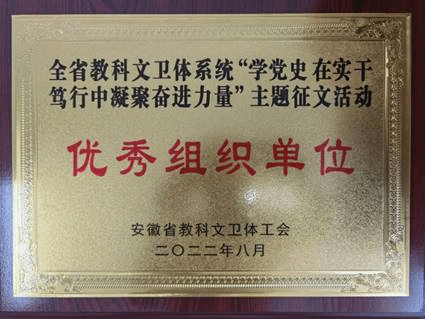 全省教科文卫体系统“学党史在实干
笃行中凝聚奋进力量”主题征文活动
优秀组织单位
安徽省教科文卫体工会
二〇二二年八月